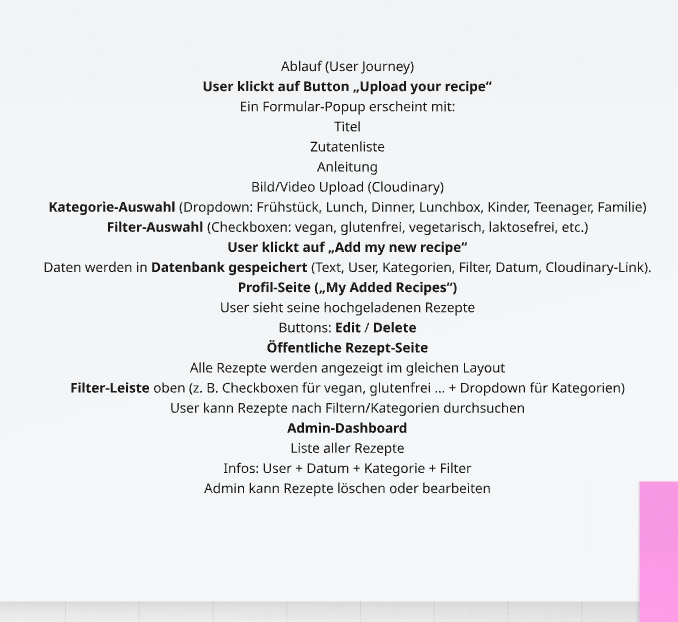 Ablauf (User Journey)
User klickt auf Button „Upload your recipe“
Ein Formular-Popup erscheint mit:
Titel
Zutatenliste
Anleitung
Bild/Video Upload (Cloudinary)
Kategorie-Auswahl (Dropdown: Frühstück, Lunch, Dinner, Lunchbox, Kinder, Teenager, Familie)
Filter-Auswahl (Checkboxen: vegan, glutenfrei, vegetarisch, laktosefrei, etc.)
User klickt auf „Add my new recipe“
Daten werden in Datenbank gespeichert (Text, User, Kategorien, Filter, Datum, Cloudinary-Link).
Profil-Seite („My Added Recipes“)
User sieht seine hochgeladenen Rezepte
Buttons: Edit / Delete
Öffentliche Rezept-Seite
Alle Rezepte werden angezeigt im gleichen Layout
Filter-Leiste oben (z. B. Checkboxen für vegan, glutenfrei … + Dropdown für Kategorien)
User kann Rezepte nach Filtern/Kategorien durchsuchen
Admin-Dashboard
Liste aller Rezepte
Infos: User + Datum + Kategorie + Filter
Admin kann Rezepte löschen oder bearbeiten